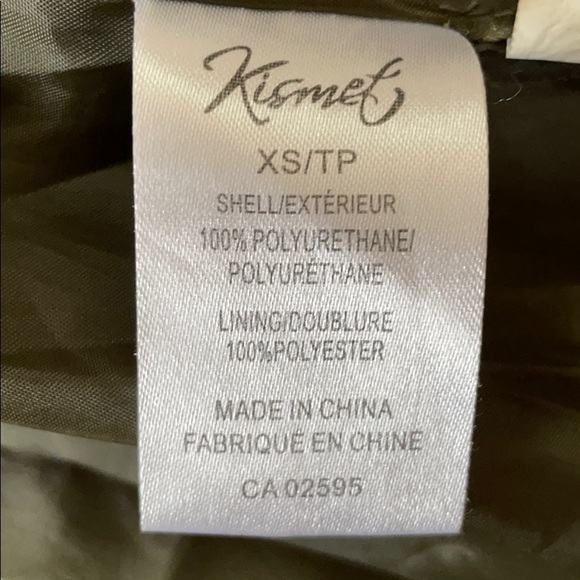 Kismet
XS/TP
SHELL/EXTÉRIEUR
100% POLYURETHANE/
POLYURÉTHANE
LINING/DOUBLURE
100%POLYESTER
MADE IN CHINA
FABRIQUÉ EN CHINE
CA 02595